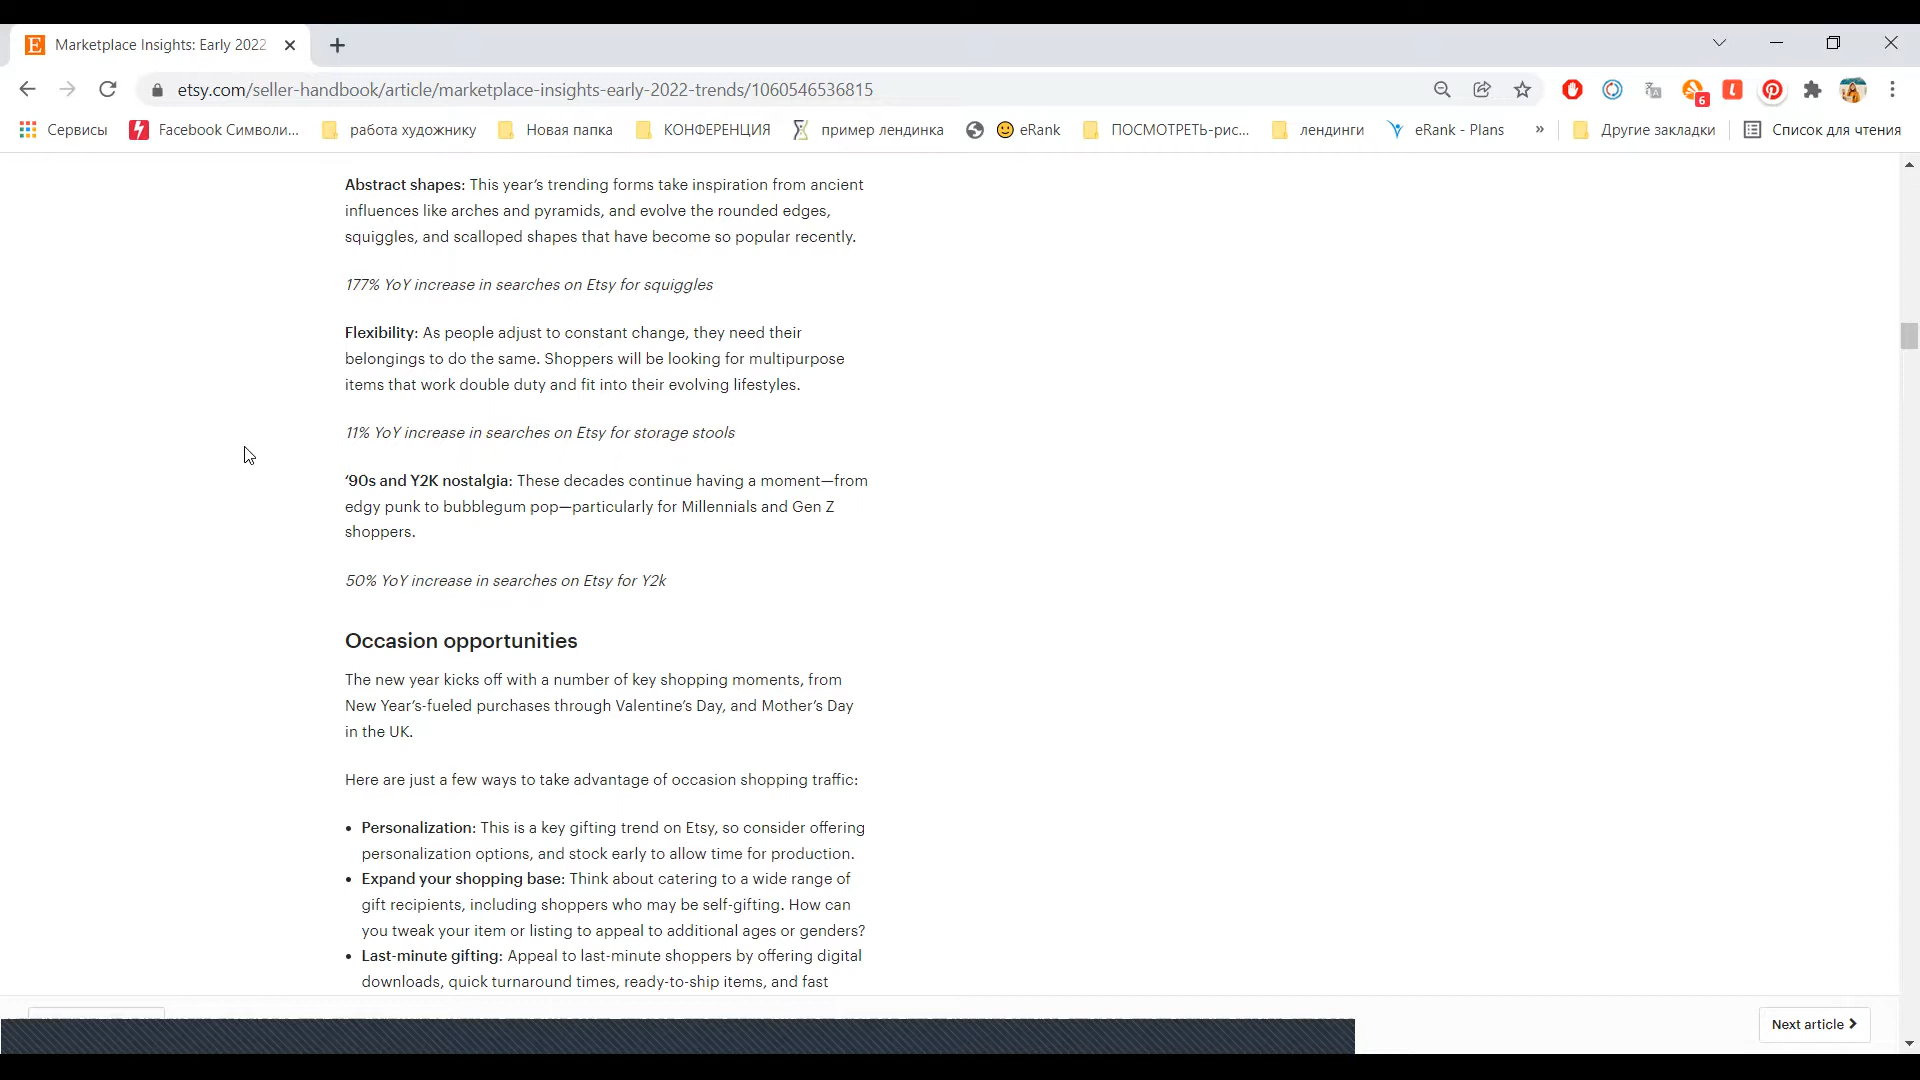 Marketplace Insights: Early 2022
etsy.com/seller-handbook/article/marketplace-insights-early-2022-trends/1060546536815
6
Сервисы
Facebook Символи...
работа художнику
Новая папка
КОНФЕРЕНЦИЯ
пример лендинка
eRank
ПОСМОТРЕТЬ-рис...
лендинги
eRank - Plans
»
Другие закладки
Список для чтения
Abstract shapes: This year’s trending forms take inspiration from ancient
influences like arches and pyramids, and evolve the rounded edges,
squiggles, and scalloped shapes that have become so popular recently.
177% YoY increase in searches on Etsy for squiggles
Flexibility: As people adjust to constant change, they need their
belongings to do the same. Shoppers will be looking for multipurpose
items that work double duty and fit into their evolving lifestyles.
11% YoY increase in searches on Etsy for storage stools
‘90s and Y2K nostalgia: These decades continue having a moment—from
edgy punk to bubblegum pop—particularly for Millennials and Gen Z
shoppers.
50% YoY increase in searches on Etsy for Y2k
Occasion opportunities
The new year kicks off with a number of key shopping moments, from
New Year’s-fueled purchases through Valentine’s Day, and Mother’s Day
in the UK.
Here are just a few ways to take advantage of occasion shopping traffic:
• Personalization: This is a key gifting trend on Etsy, so consider offering
personalization options, and stock early to allow time for production.
• Expand your shopping base: Think about catering to a wide range of
gift recipients, including shoppers who may be self-gifting. How can
you tweak your item or listing to appeal to additional ages or genders?
• Last-minute gifting: Appeal to last-minute shoppers by offering digital
downloads, quick turnaround times, ready-to-ship items, and fast
Next article